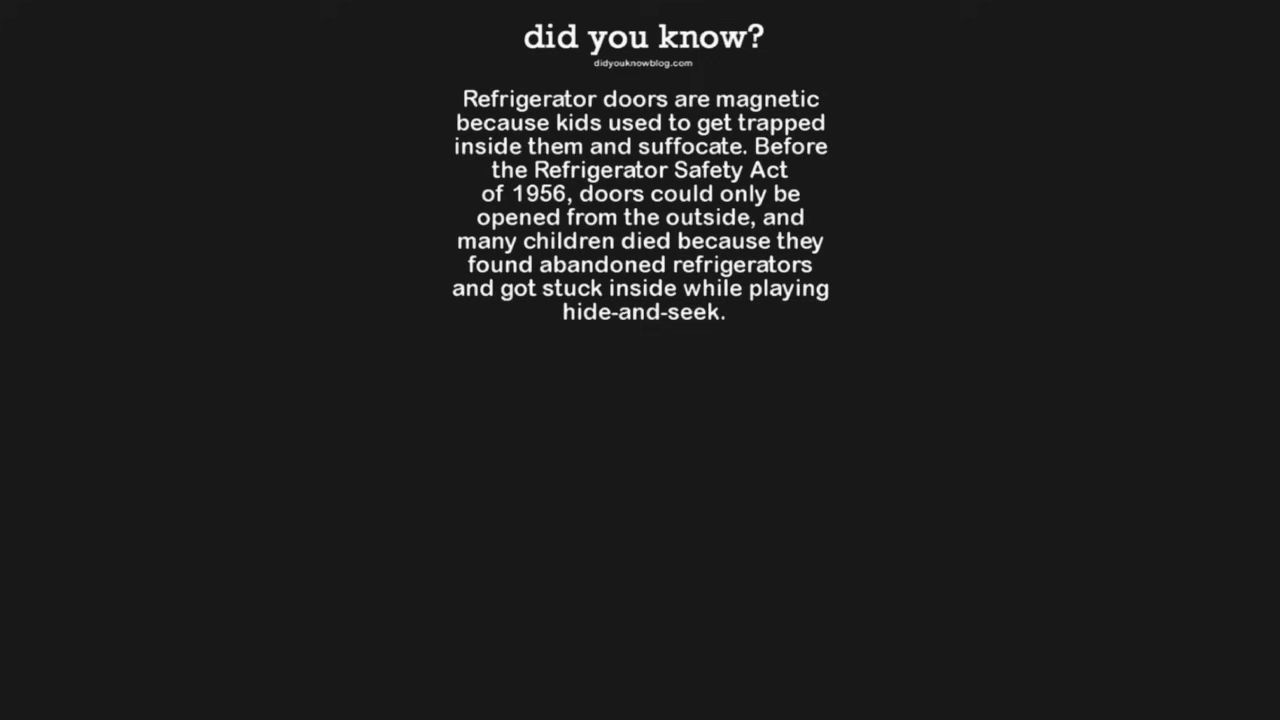 did you know?
didyouknowblog.com
Refrigerator doors are magnetic
because kids used to get trapped
inside them and suffocate. Before
the Refrigerator Safety Act
of 1956, doors could only be
opened from the outside, and
many children died because they
found abandoned refrigerators
and got stuck inside while playing
hide-and-seek.